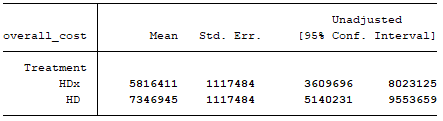 Unadjusted
overall_cost Mean Std. Err. [95% Conf. Interval]
Treatment
HDx 5816411 1117484 3609696 8023125
HD 7346945 1117484 5140231 9553659